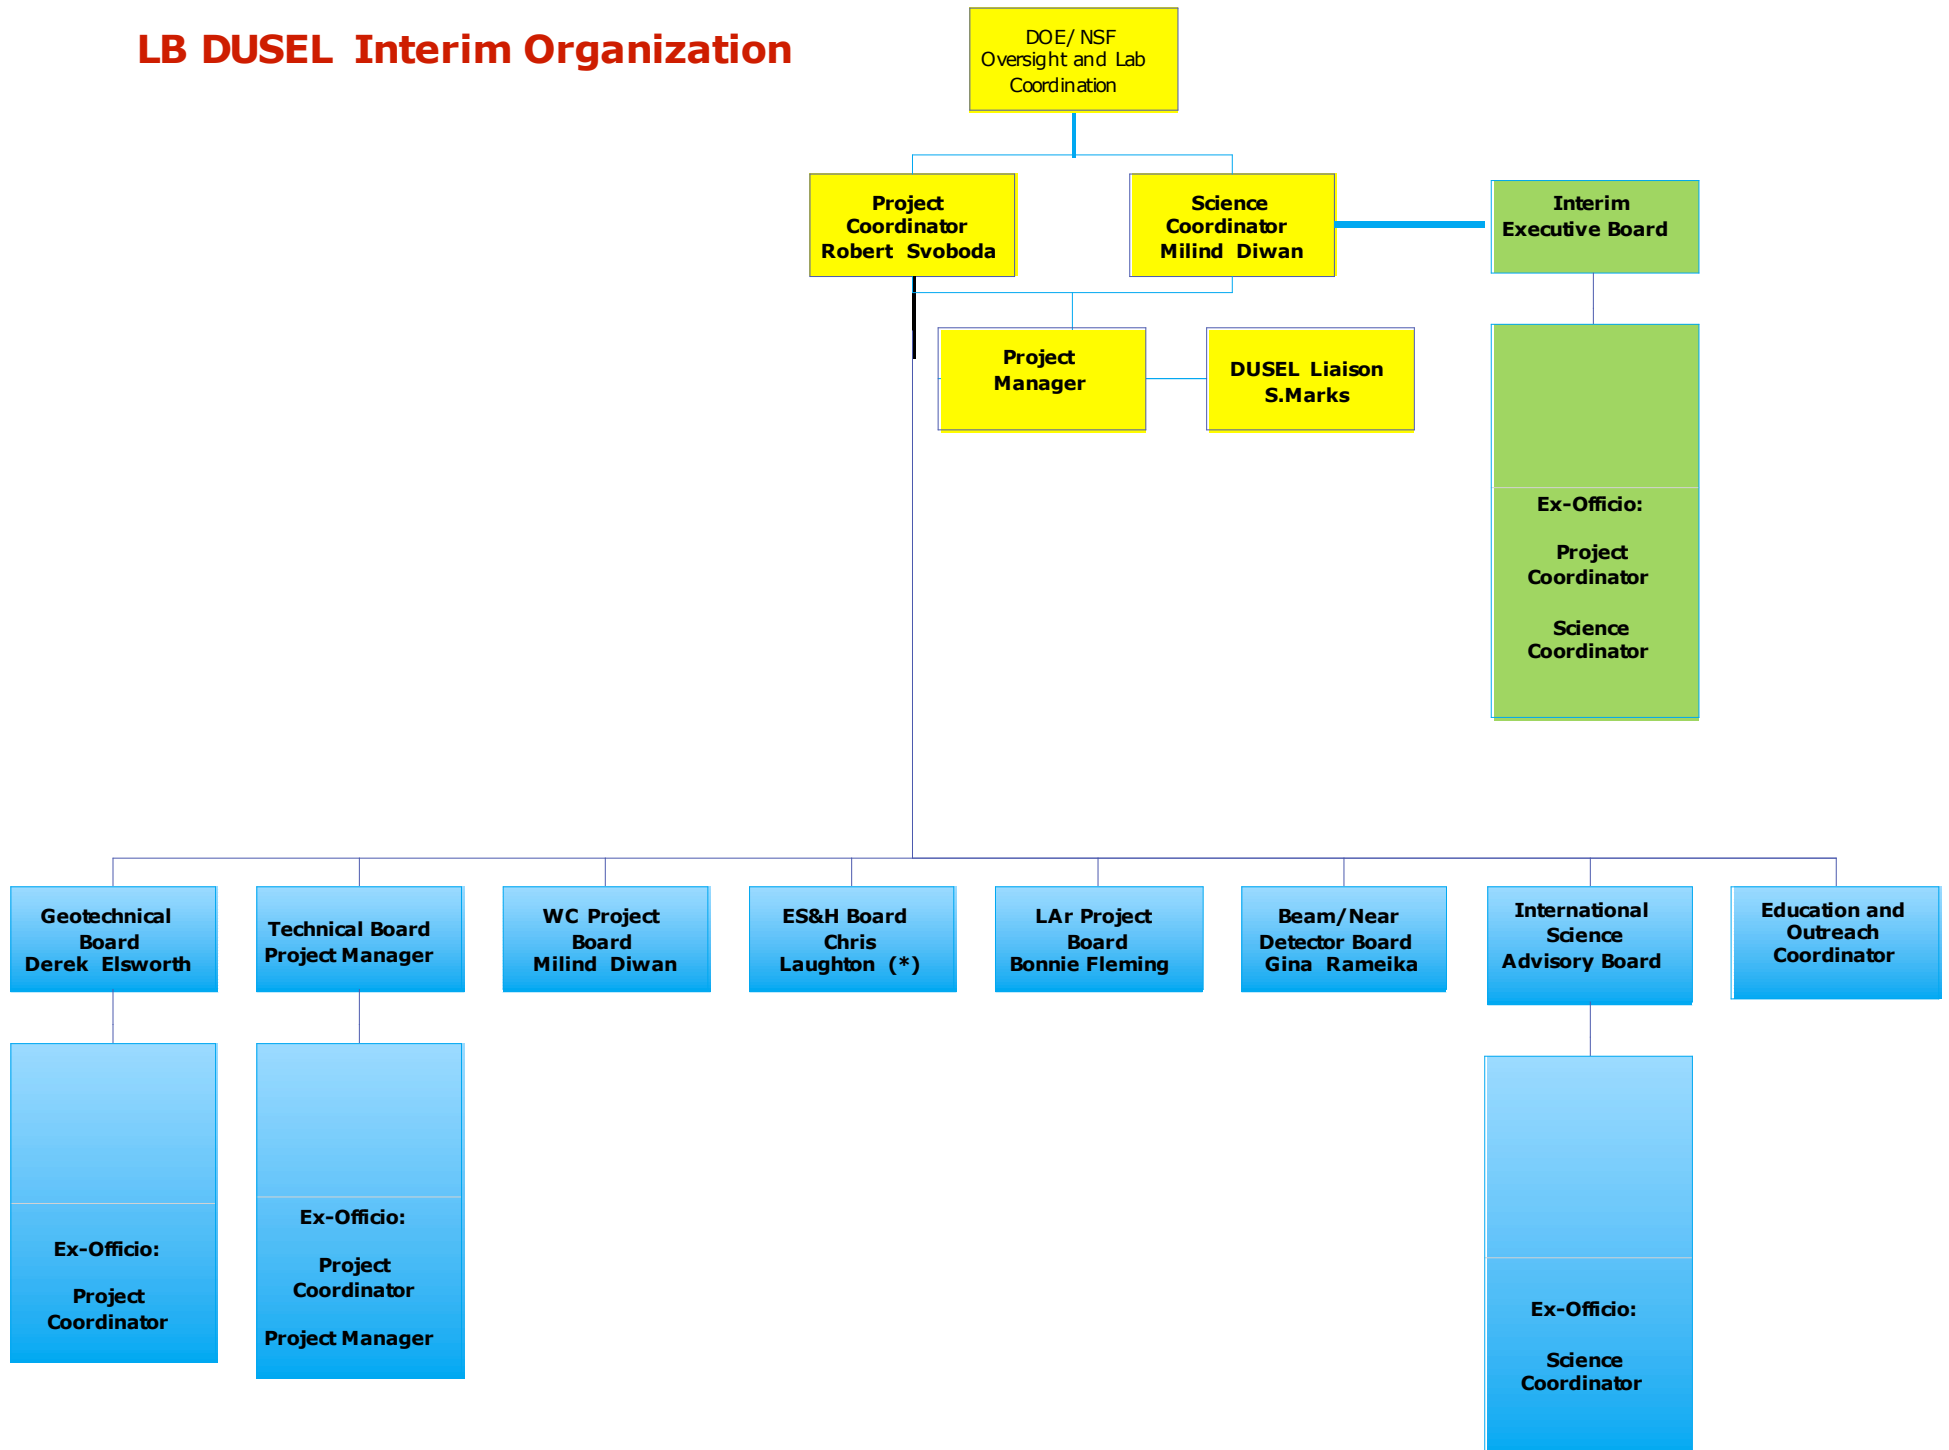 LB DUSEL Interim Organization
DOE/ NSF
Oversight and Lab
Coordination
Project
Coordinator
Robert Svoboda
Science
Coordinator
Milind Diwan
Interim
Executive Board
Project
Manager
DUSEL Liaison
S.Marks
Ex-Officio:
Project
Coordinator
Science
Coordinator
Geotechnical
Board
Derek Elsworth
Technical Board
Project Manager
WC Project
Board
Milind Diwan
ES&H Board
Chris
Laughton (*)
LAr Project
Board
Bonnie Fleming
Beam/Near
Detector Board
Gina Rameika
International
Science
Advisory Board
Education and
Outreach
Coordinator
Ex-Officio:
Project
Coordinator
Ex-Officio:
Project
Coordinator
Project Manager
Ex-Officio:
Science
Coordinator